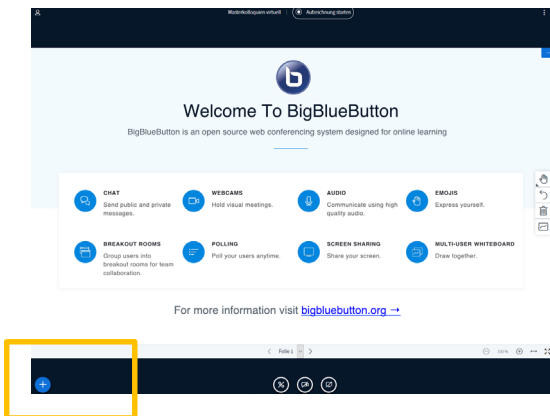 Masterkolloquium virtuell
Aufzeichnung starten
b
Welcome To BigBlueButton
BigBlueButton is an open source web conferencing system designed for online learning
CHAT
Send public and private
messages.
WEBCAMS
Hold visual meetings.
AUDIO
Communicate using high
quality audio.
EMOJIS
Express yourself.
BREAKOUT ROOMS
Group users into
breakout rooms for team
collaboration.
POLLING
Poll your users anytime.
SCREEN SHARING
Share your screen.
MULTI-USER WHITEBOARD
Draw together.
For more information visit bigbluebutton.org →
Folie 1
100%